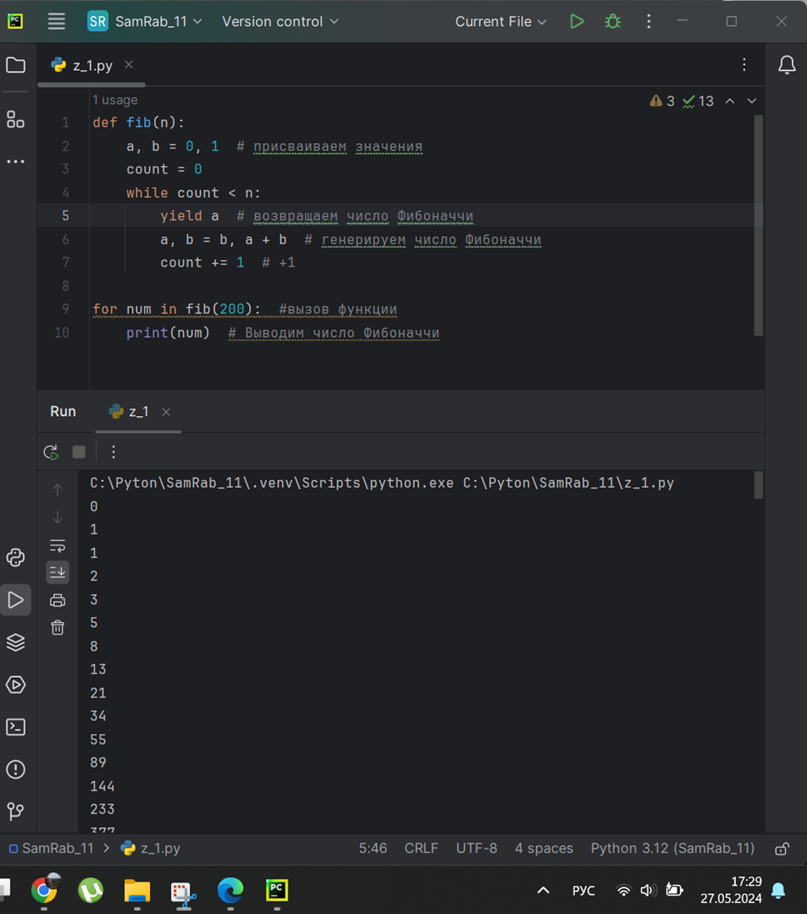 PC
SR SamRab_11 Version control Current File
z_1.py
1 usage
3 13
1 def fib(n):
2 a, b = 0, 1 # присваиваем значения
3 count = 0
4 while count < n:
5 yield a # возвращаем число Фибоначчи
6 a, b = b, a + b # генерируем число Фибоначчи
7 count += 1 # +1
8
9 for num in fib(200): #вызов функции
10 print(num) # Выводим число Фибоначчи
Run z_1
C:\Pyton\SamRab_11\.venv\Scripts\python.exe C:\Pyton\SamRab_11\z_1.py
0
1
1
2
3
5
8
13
21
34
55
89
144
233
377
SamRab_11 > z_1.py 5:46 CRLF UTF-8 4 spaces Python 3.12 (SamRab_11)
PC
РУС
17:29
27.05.2024